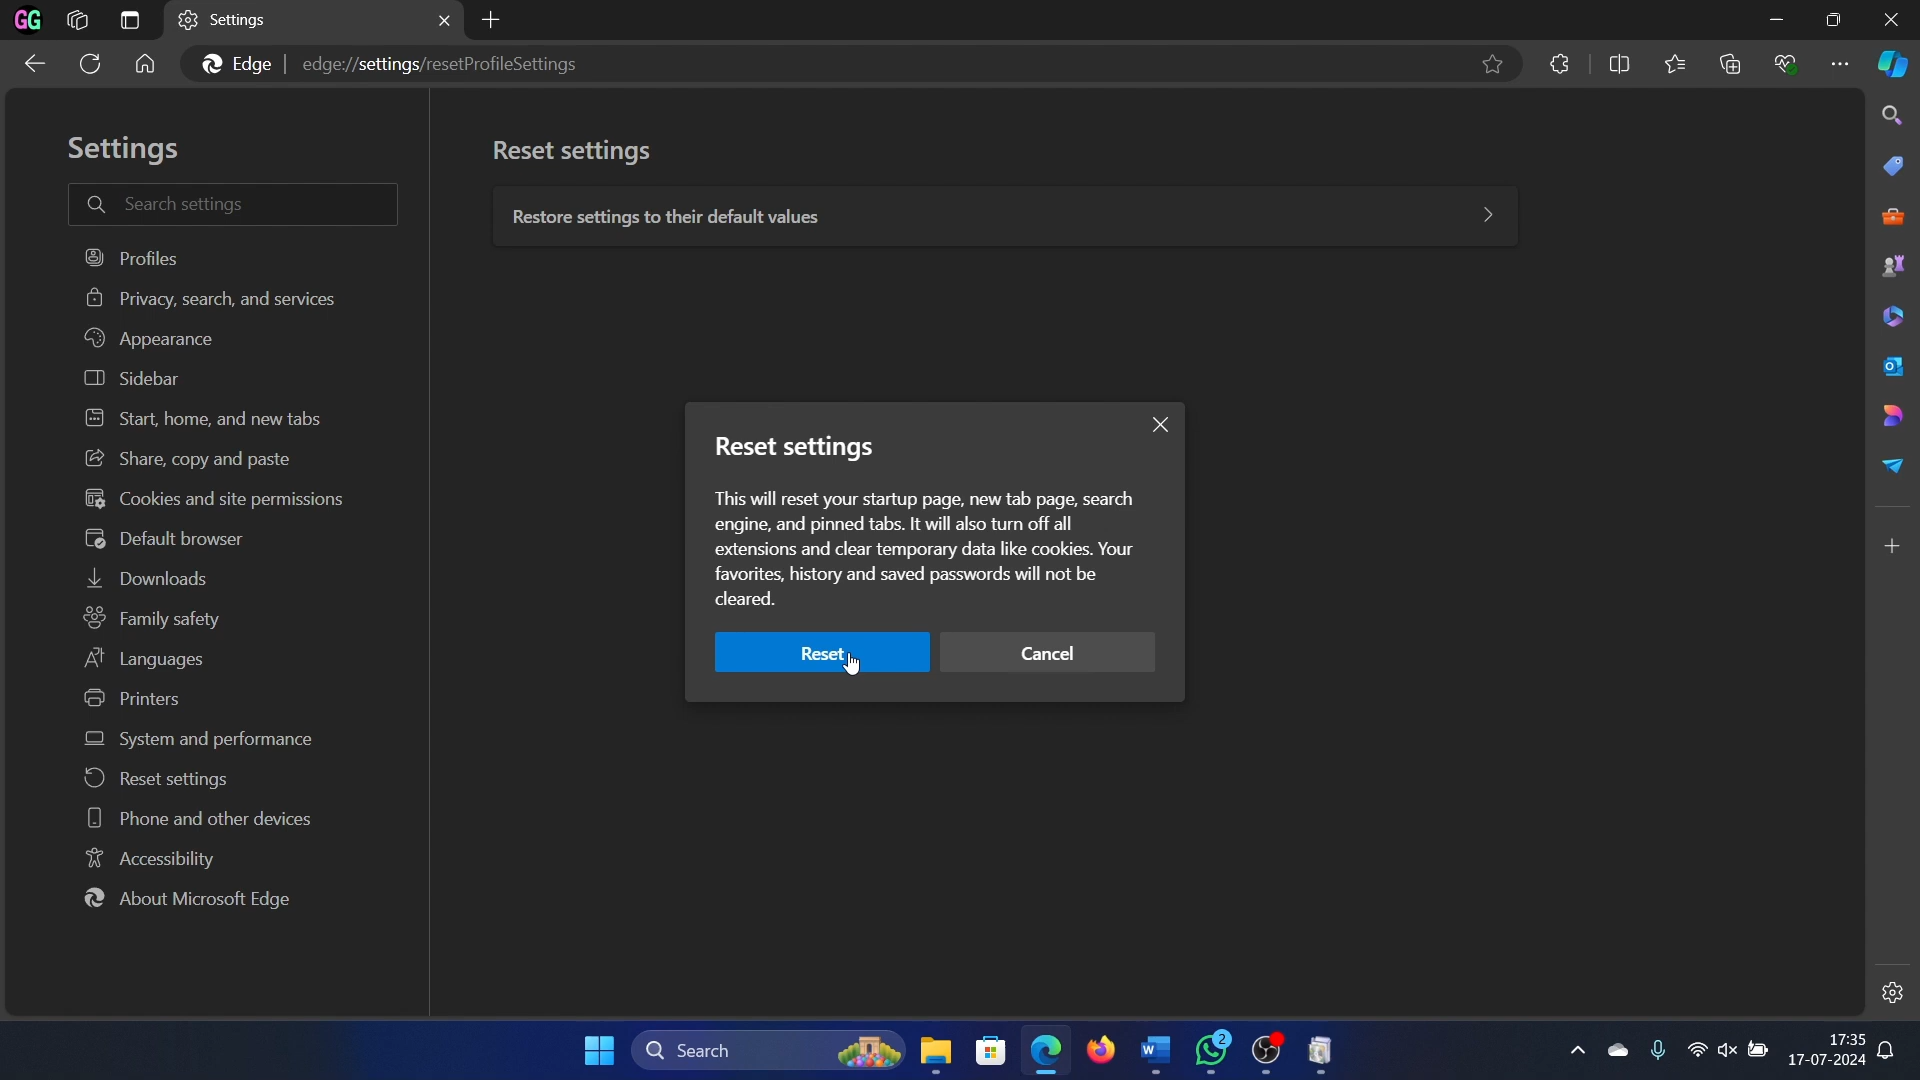 GG
Settings
Edge
edge://settings/resetProfileSettings
Settings
Search settings
Profiles
Privacy, search, and services
Appearance
Sidebar
Start, home, and new tabs
Share, copy and paste
Cookies and site permissions
Default browser
Downloads
Family safety
Languages
Printers
System and performance
Reset settings
Phone and other devices
Accessibility
About Microsoft Edge
Reset settings
Restore settings to their default values
Reset settings
This will reset your startup page, new tab page, search
engine, and pinned tabs. It will also turn off all
extensions and clear temporary data like cookies. Your
favorites, history and saved passwords will not be
cleared.
Reset
Cancel
Search
2
17:35
17-07-2024